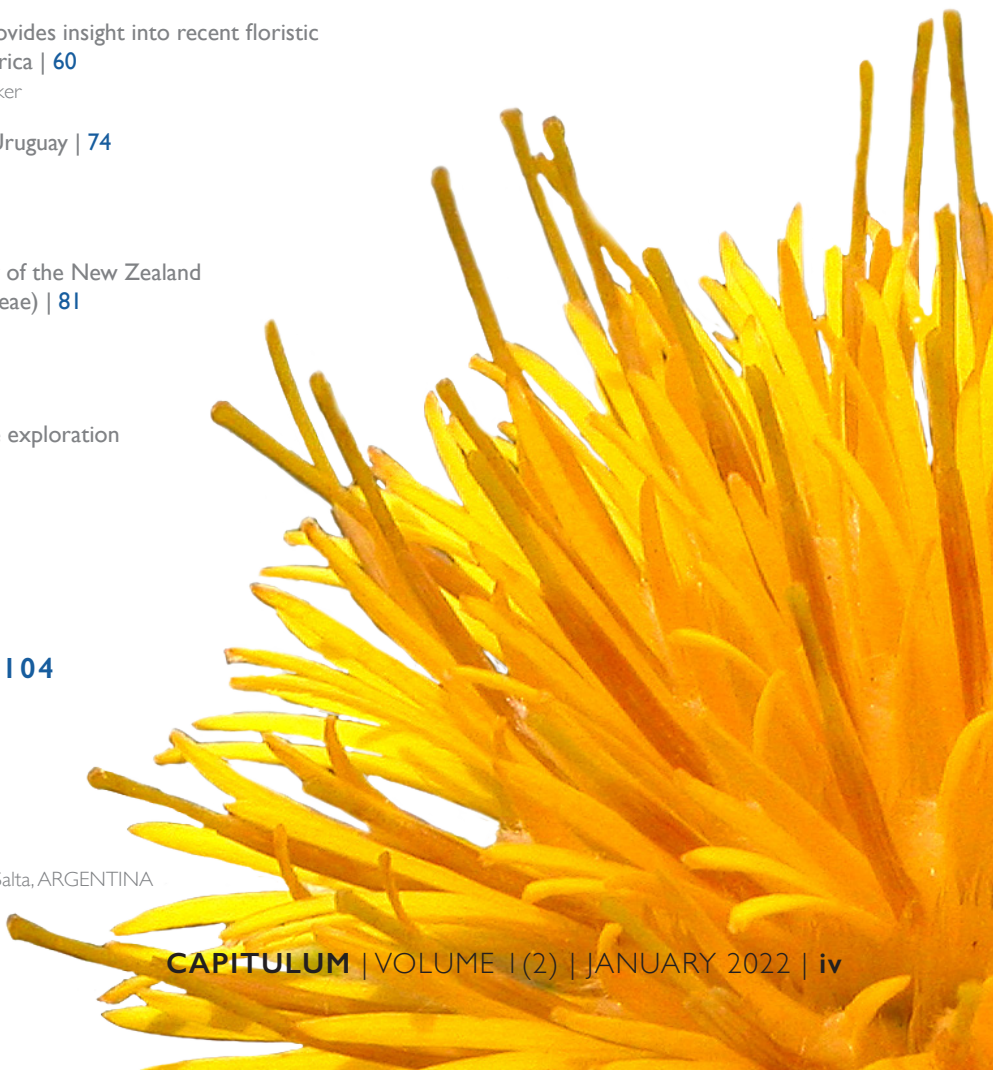 ovides insight into recent floristic
rica | 60
ker
Uruguay | 74
of the New Zealand
eae) | 81
exploration
104
Salta, ARGENTINA
CAPITULUM | VOLUME 1(2) | JANUARY 2022 | iv